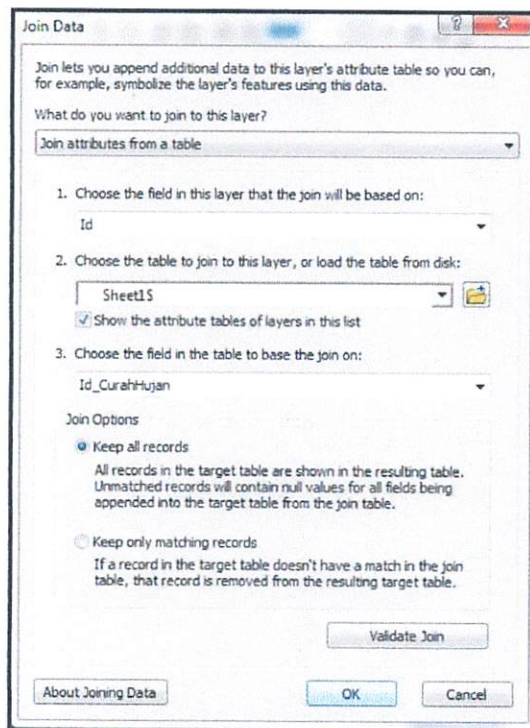 Join Data
Join lets you append additional data to this layer's attribute table so you can,
for example, symbolize the layer's features using this data.
What do you want to join to this layer?
Join attributes from a table
1. Choose the field in this layer that the join will be based on:
Id
2. Choose the table to join to this layer, or load the table from disk:
Sheet1$
Show the attribute tables of layers in this list
3. Choose the field in the table to base the join on:
Id_CurahHujan
Join Options
Keep all records
All records in the target table are shown in the resulting table.
Unmatched records will contain null values for all fields being
appended into the target table from the join table.
Keep only matching records
If a record in the target table doesn't have a match in the join
table, that record is removed from the resulting target table.
Validate Join
About Joining Data
OK
Cancel